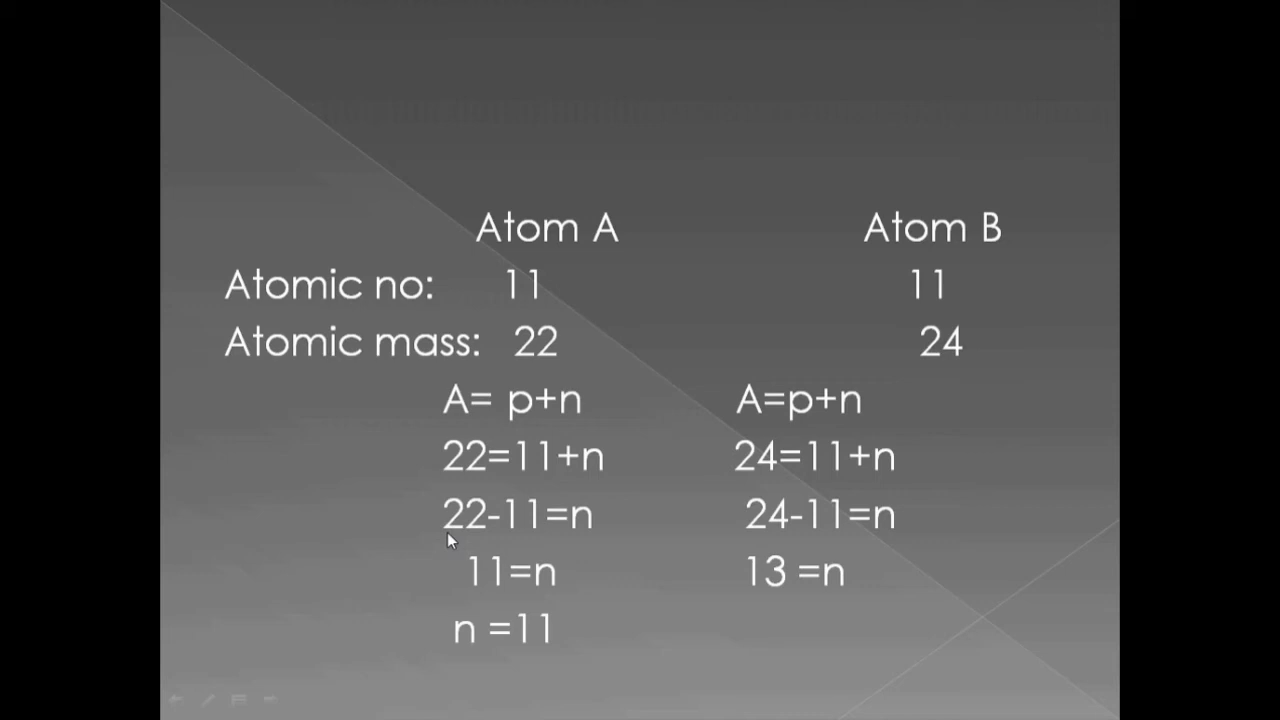 Atom A Atom B
Atomic no: 11 11
Atomic mass: 22 24
A= p+n A=p+n
22=11+n 24=11+n
22-11=n 24-11=n
11=n 13 =n
n =11